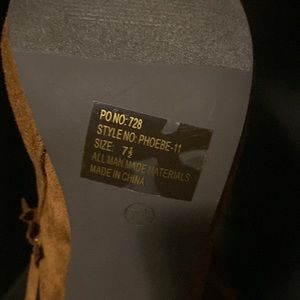 PO NO: 728
STYLE NO: PHOEBE-11
SIZE: 7½
ALL MAN MADE MATERIALS
MADE IN CHINA